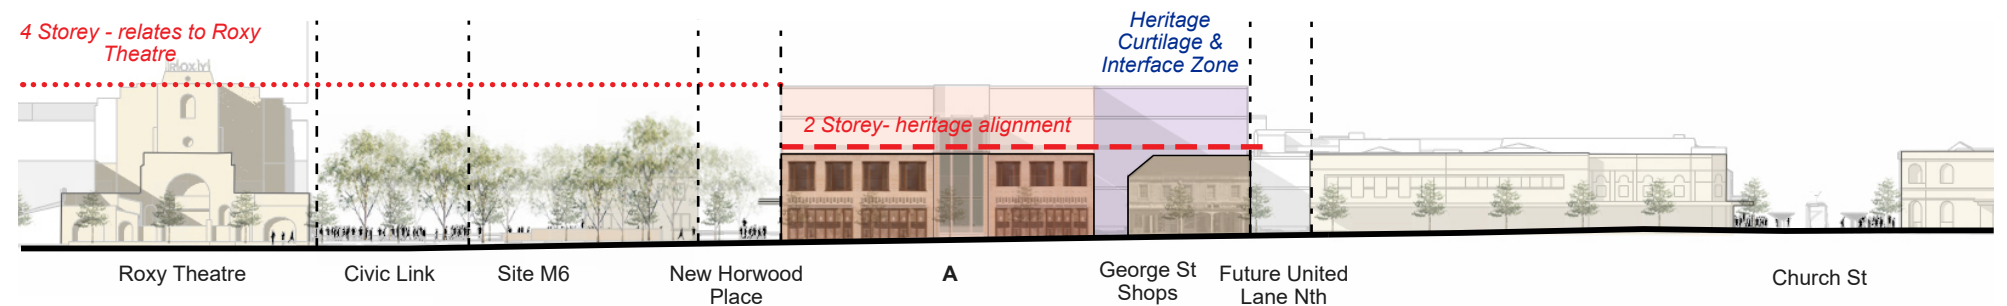 4 Storey - relates to Roxy
Theatre
ROXY
Heritage
Curtilage &
Interface Zone
2 Storey- heritage alignment
Roxy Theatre
Civic Link
Site M6
New Horwood
Place
A
George St
Shops
Future United
Lane Nth
Church St